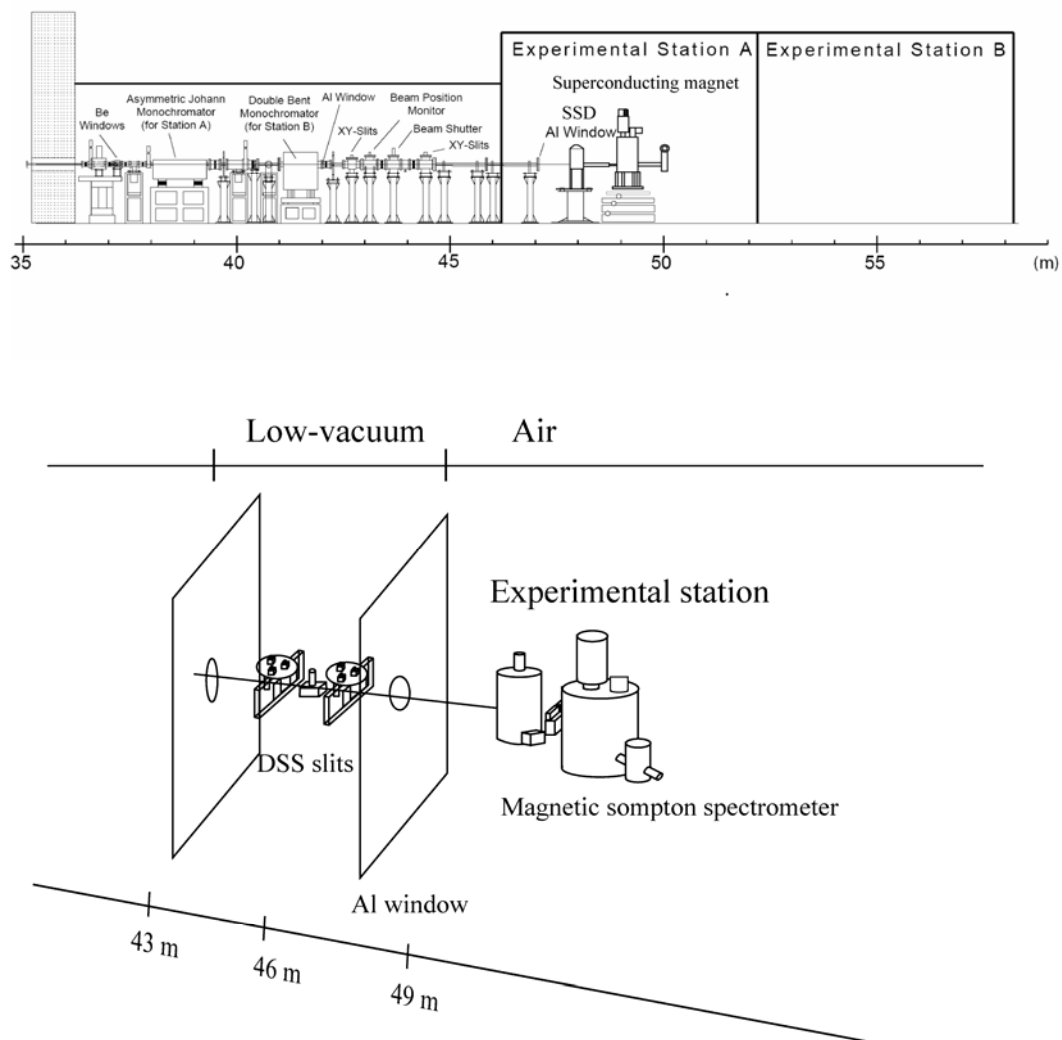 Experimental Station A
Experimental Station B
Superconducting magnet
Asymmetric Johann
Monochromator
(for Station A)
Be
Windows
Double Bent
Monochromator
(for Station B)
Al Window
Beam Position
Monitor
XY-Slits
Beam Shutter
XY-Slits
SSD
Al Window
35
40
45
50
55
(m)
Low-vacuum
Air
Experimental station
DSS slits
Magnetic sompton spectrometer
Al window
43 m
46 m
49 m